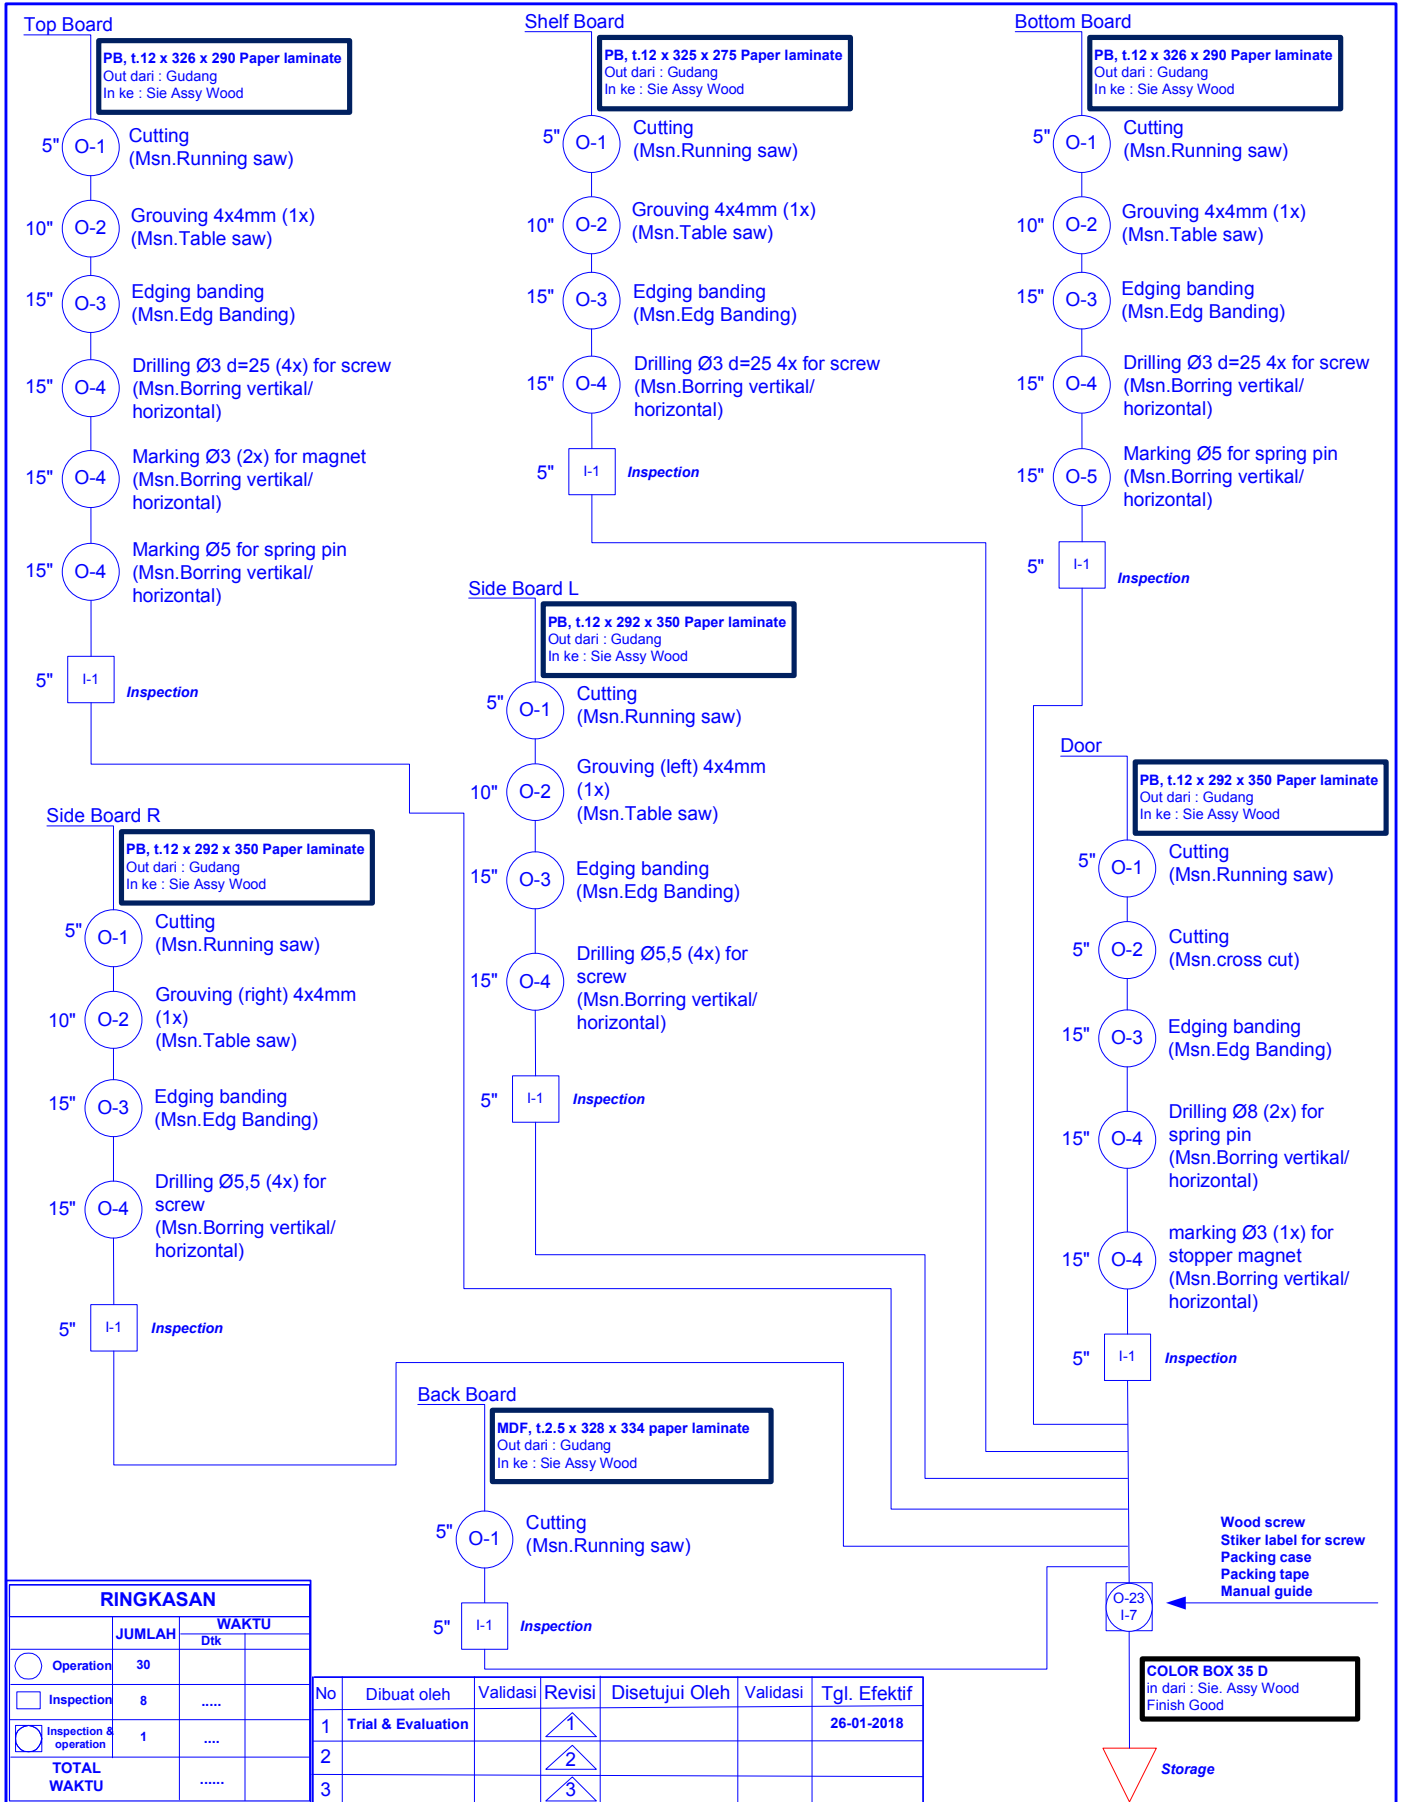 Top Board
PB, t.12 x 326 x 290 Paper laminate
Out dari : Gudang
In ke : Sie Assy Wood
5"
O-1
Cutting
(Msn.Running saw)
10"
O-2
Grouving 4x4mm (1x)
(Msn.Table saw)
15"
O-3
Edging banding
(Msn.Edg Banding)
15"
O-4
Drilling Ø3 d=25 (4x) for screw
(Msn.Borring vertikal/
horizontal)
15"
O-4
Marking Ø3 (2x) for magnet
(Msn.Borring vertikal/
horizontal)
15"
O-4
Marking Ø5 for spring pin
(Msn.Borring vertikal/
horizontal)
5"
I-1
Inspection
Shelf Board
PB, t.12 x 325 x 275 Paper laminate
Out dari : Gudang
In ke : Sie Assy Wood
5"
O-1
Cutting
(Msn.Running saw)
10"
O-2
Grouving 4x4mm (1x)
(Msn.Table saw)
15"
O-3
Edging banding
(Msn.Edg Banding)
15"
O-4
Drilling Ø3 d=25 4x for screw
(Msn.Borring vertikal/
horizontal)
5"
I-1
Inspection
Bottom Board
PB, t.12 x 326 x 290 Paper laminate
Out dari : Gudang
In ke : Sie Assy Wood
5"
O-1
Cutting
(Msn.Running saw)
10"
O-2
Grouving 4x4mm (1x)
(Msn.Table saw)
15"
O-3
Edging banding
(Msn.Edg Banding)
15"
O-4
Drilling Ø3 d=25 4x for screw
(Msn.Borring vertikal/
horizontal)
15"
O-5
Marking Ø5 for spring pin
(Msn.Borring vertikal/
horizontal)
5"
I-1
Inspection
Side Board L
PB, t.12 x 292 x 350 Paper laminate
Out dari : Gudang
In ke : Sie Assy Wood
5"
O-1
Cutting
(Msn.Running saw)
10"
O-2
Grouving (left) 4x4mm
(1x)
(Msn.Table saw)
15"
O-3
Edging banding
(Msn.Edg Banding)
15"
O-4
Drilling Ø5,5 (4x) for
screw
(Msn.Borring vertikal/
horizontal)
5"
I-1
Inspection
Side Board R
PB, t.12 x 292 x 350 Paper laminate
Out dari : Gudang
In ke : Sie Assy Wood
5"
O-1
Cutting
(Msn.Running saw)
10"
O-2
Grouving (right) 4x4mm
(1x)
(Msn.Table saw)
15"
O-3
Edging banding
(Msn.Edg Banding)
15"
O-4
Drilling Ø5,5 (4x) for
screw
(Msn.Borring vertikal/
horizontal)
5"
I-1
Inspection
Door
PB, t.12 x 292 x 350 Paper laminate
Out dari : Gudang
In ke : Sie Assy Wood
5"
O-1
Cutting
(Msn.Running saw)
5"
O-2
Cutting
(Msn.cross cut)
15"
O-3
Edging banding
(Msn.Edg Banding)
15"
O-4
Drilling Ø8 (2x) for
spring pin
(Msn.Borring vertikal/
horizontal)
15"
O-4
marking Ø3 (1x) for
stopper magnet
(Msn.Borring vertikal/
horizontal)
5"
I-1
Inspection
Back Board
MDF, t.2.5 x 328 x 334 paper laminate
Out dari : Gudang
In ke : Sie Assy Wood
5"
O-1
Cutting
(Msn.Running saw)
5"
I-1
Inspection
Wood screw
Stiker label for screw
Packing case
Packing tape
Manual guide
O-23
I-7
COLOR BOX 35 D
in dari : Sie. Assy Wood
Finish Good
Storage
RINGKASAN
JUMLAH WAKTU
Dtk
Operation 30
Inspection 8 .....
Inspection &
operation 1 ....
TOTAL
WAKTU ......
No Dibuat oleh Validasi Revisi Disetujui Oleh Validasi Tgl. Efektif
1 Trial & Evaluation 1 26-01-2018
2 2
3 3